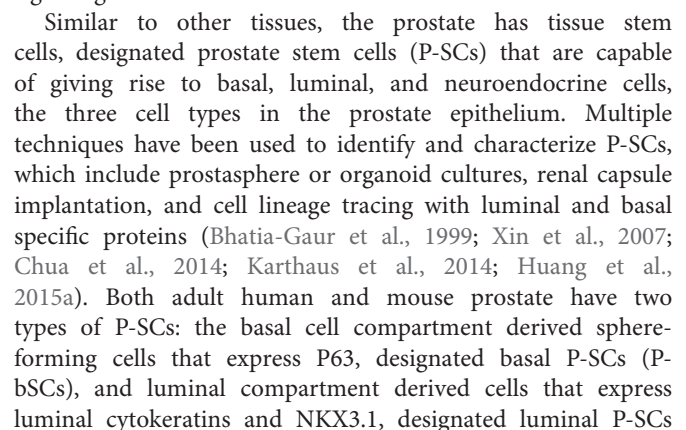 Similar to other tissues, the prostate has tissue stem
cells, designated prostate stem cells (P-SCs) that are capable
of giving rise to basal, luminal, and neuroendocrine cells,
the three cell types in the prostate epithelium. Multiple
techniques have been used to identify and characterize P-SCs,
which include prostasphere or organoid cultures, renal capsule
implantation, and cell lineage tracing with luminal and basal
specific proteins (Bhatia-Gaur et al., 1999; Xin et al., 2007;
Chua et al., 2014; Karthaus et al., 2014; Huang et al.,
2015a). Both adult human and mouse prostate have two
types of P-SCs: the basal cell compartment derived sphere-
forming cells that express P63, designated basal P-SCs (P-
bSCs), and luminal compartment derived cells that express
luminal cytokeratins and NKX3.1, designated luminal P-SCs